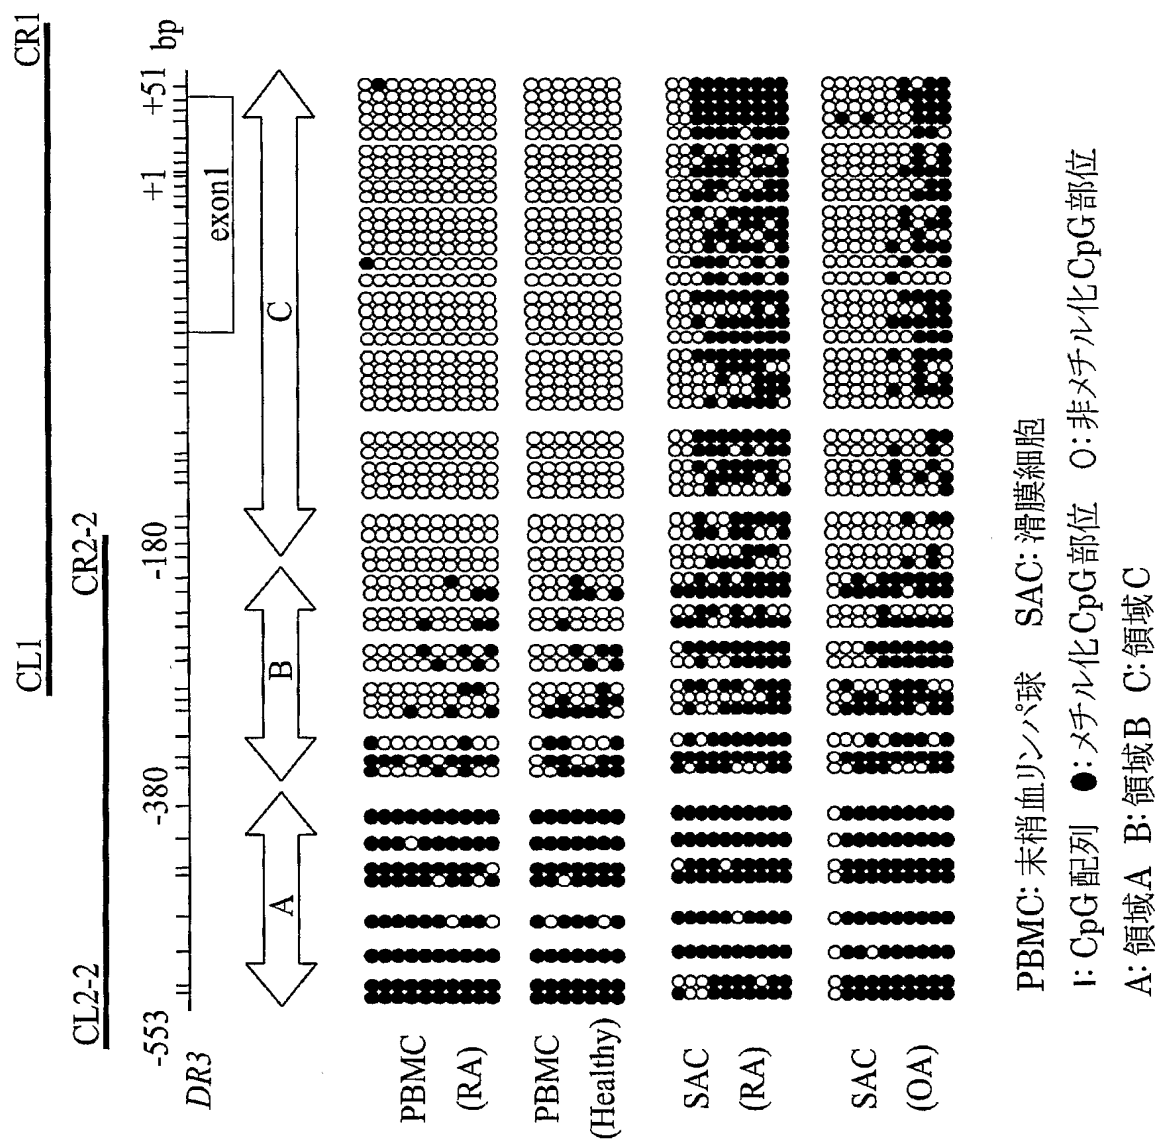 CL1 CR1
CL2-2 CR2-2
-553 -380 -180 +1 +51 bp
DR3
exon1
A B C
PBMC
(RA)
PBMC
(Healthy)
SAC
(RA)
SAC
(OA)
PBMC: 末梢血リンパ球 SAC: 滑膜細胞
I: CpG配列 ●: メチル化CpG部位 ○: 非メチル化CpG部位
A: 領域A B: 領域B C: 領域C